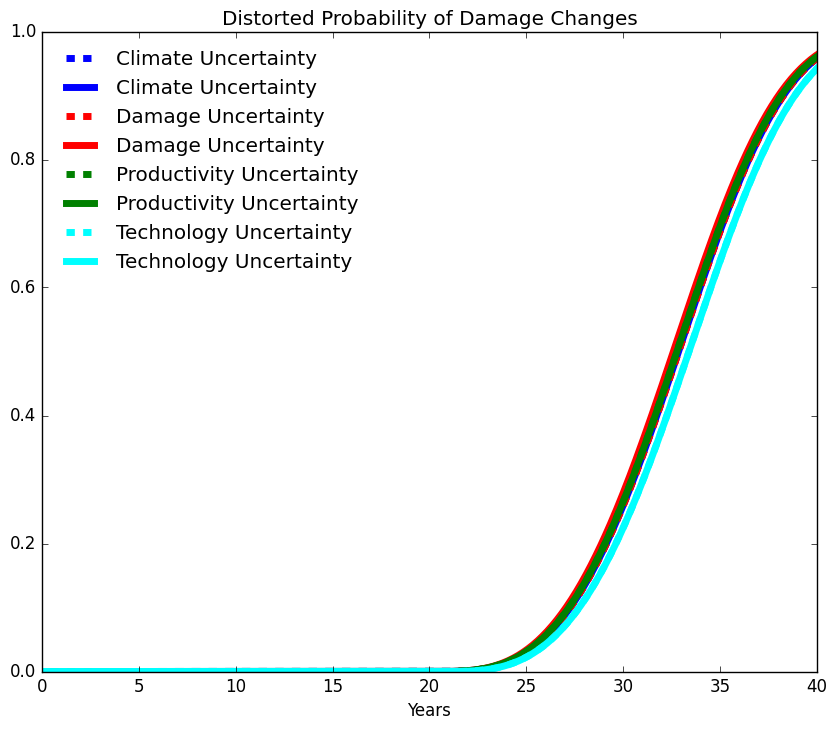 Distorted Probability of Damage Changes
1.0
Climate Uncertainty
Climate Uncertainty
Damage Uncertainty
Damage Uncertainty
Productivity Uncertainty
Productivity Uncertainty
Technology Uncertainty
Technology Uncertainty
0.8
0.6
0.4
0.2
0.0
0 5 10 15 20 25 30 35 40
Years